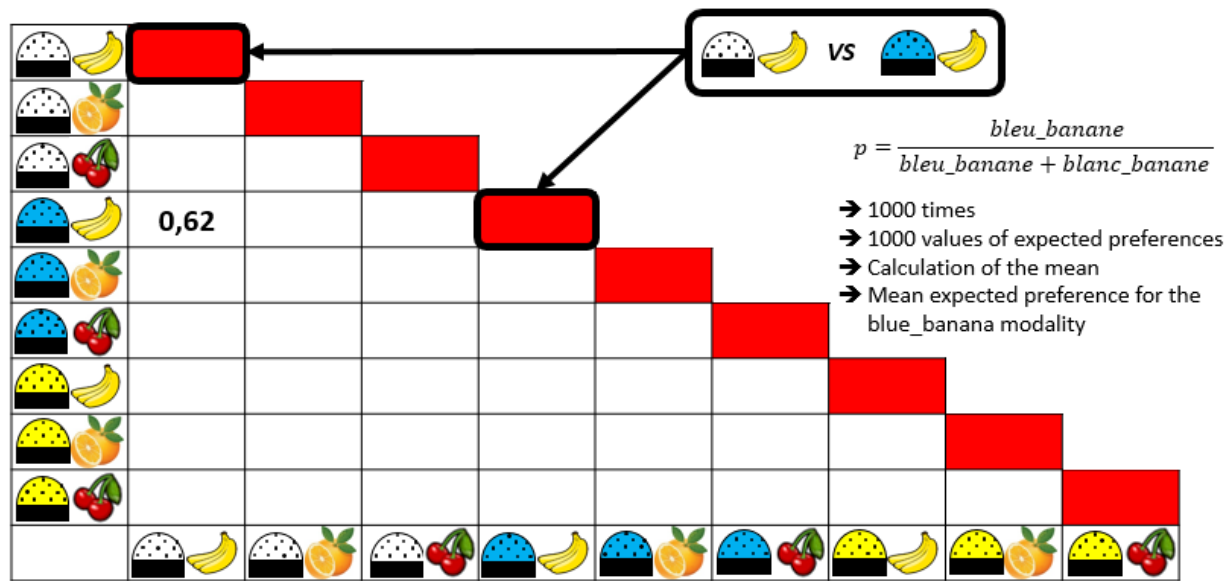 VS
p = bleu_banane / bleu_banane + blanc_banane
➔ 1000 times
➔ 1000 values of expected preferences
➔ Calculation of the mean
➔ Mean expected preference for the
blue_banana modality
0,62